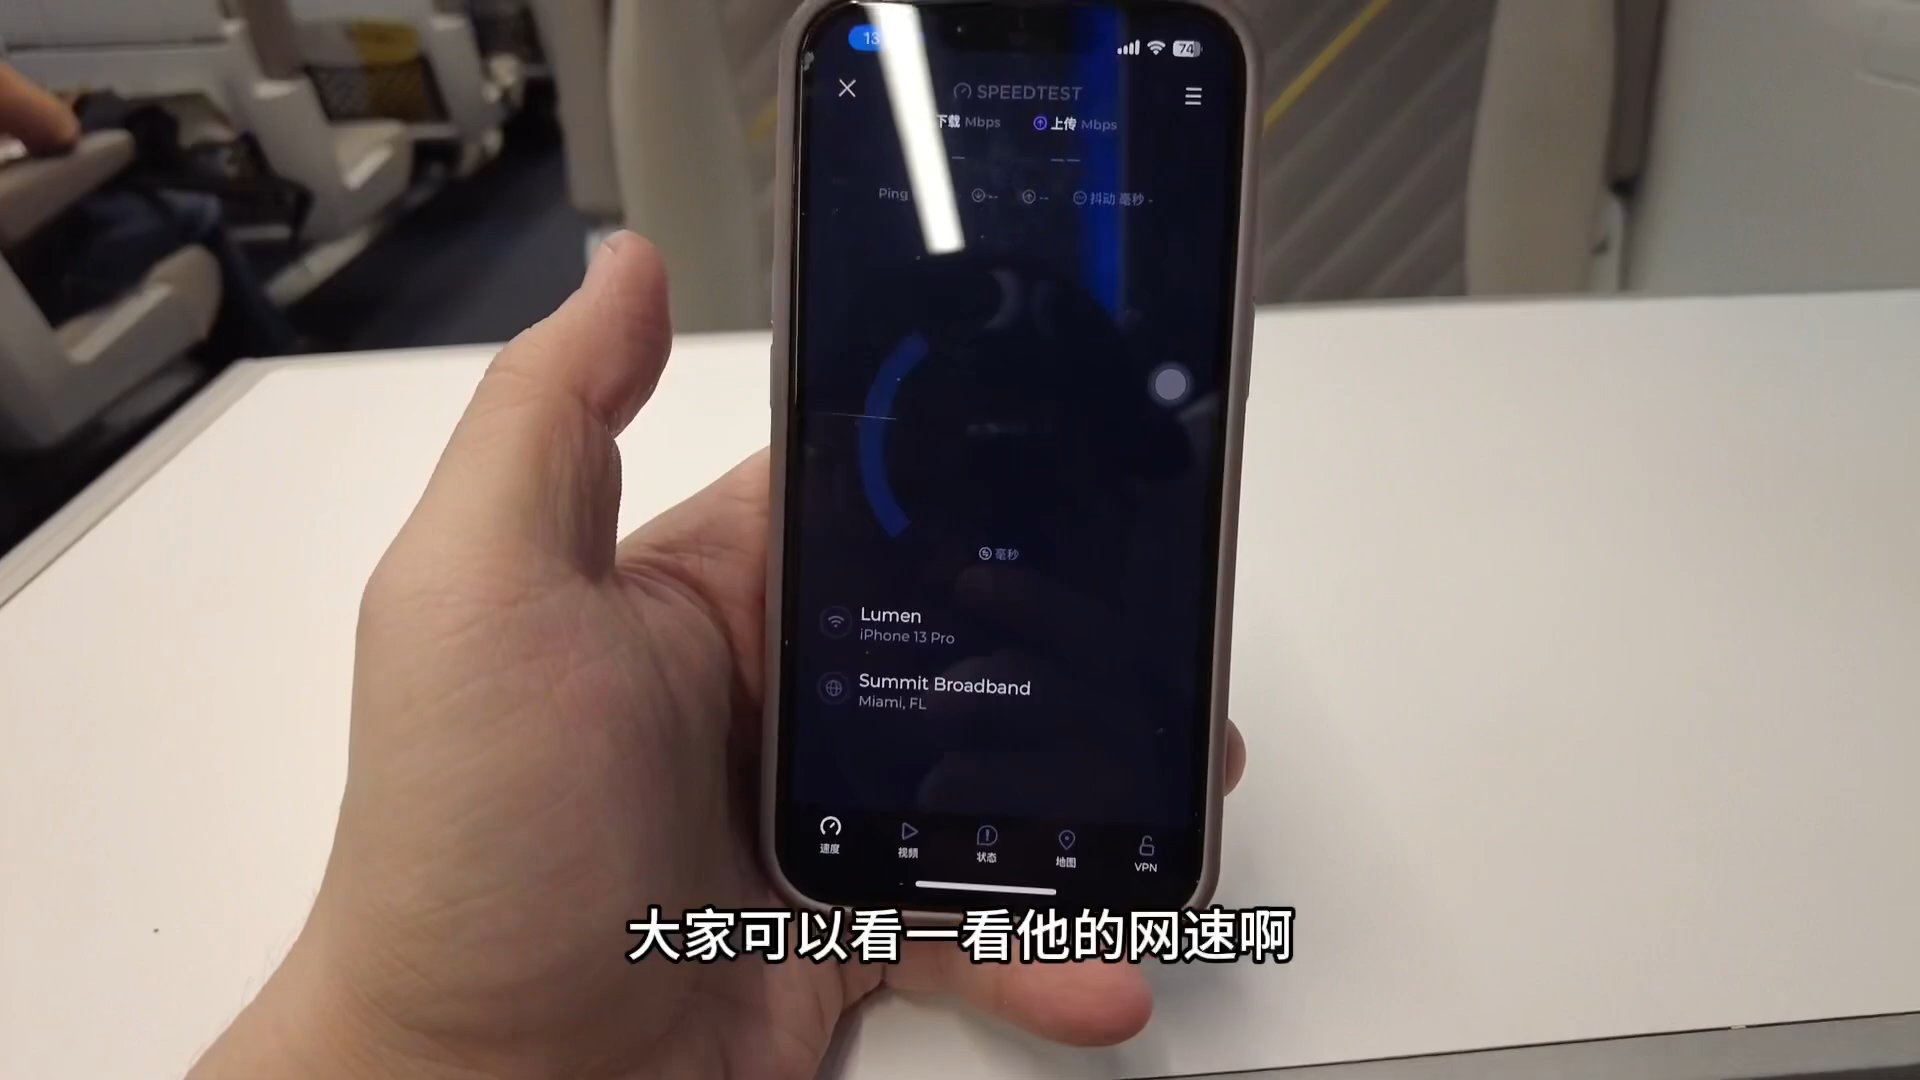 13
74
SPEEDTEST
下载 Mbps
上传 Mbps
Ping
抖动 毫秒 -
毫秒
Lumen
iPhone 13 Pro
Summit Broadband
Miami, FL
速度
视频
状态
地图
VPN
大家可以看一看他的网速啊